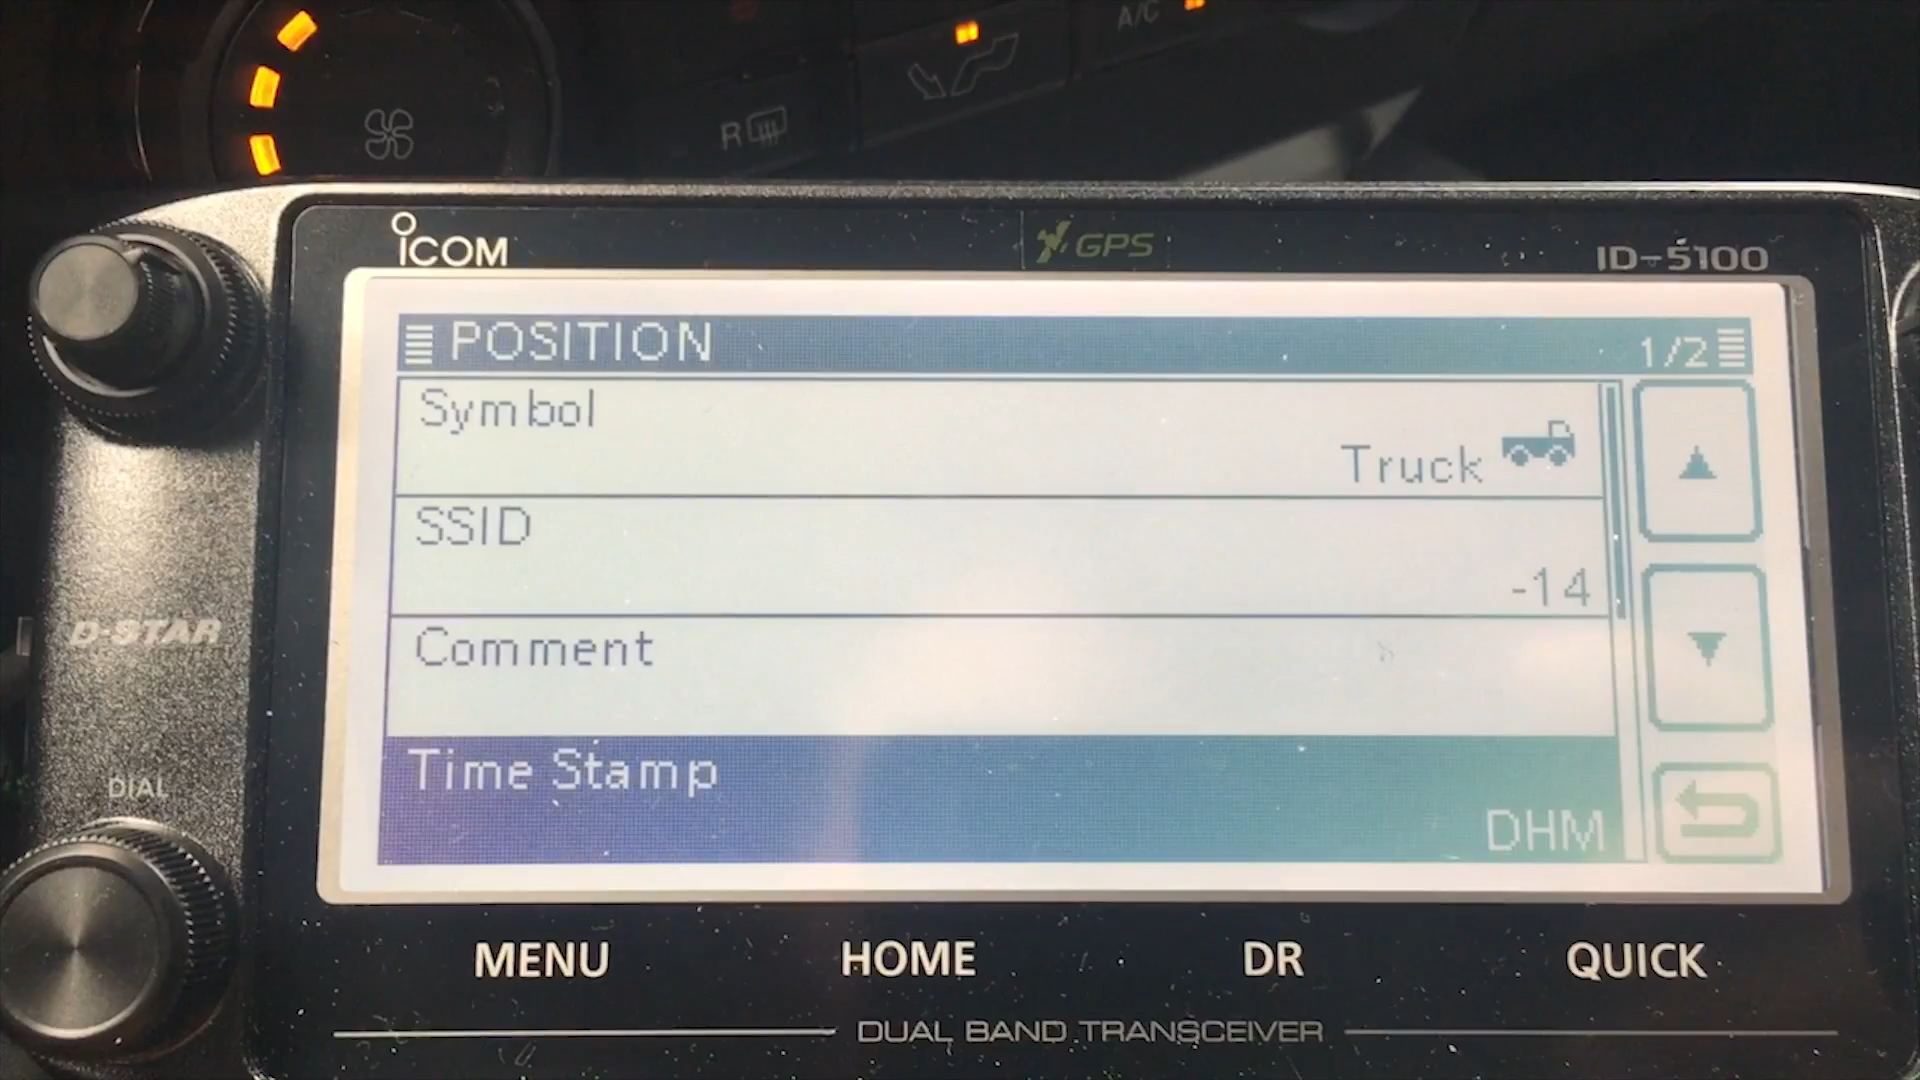 A/C
R
ICOM
GPS
ID-5100
POSITION 1/2
Symbol
Truck
SSID
-14
Comment
Time Stamp
DHM
D-STAR
DIAL
MENU HOME DR QUICK
DUAL BAND TRANSCEIVER